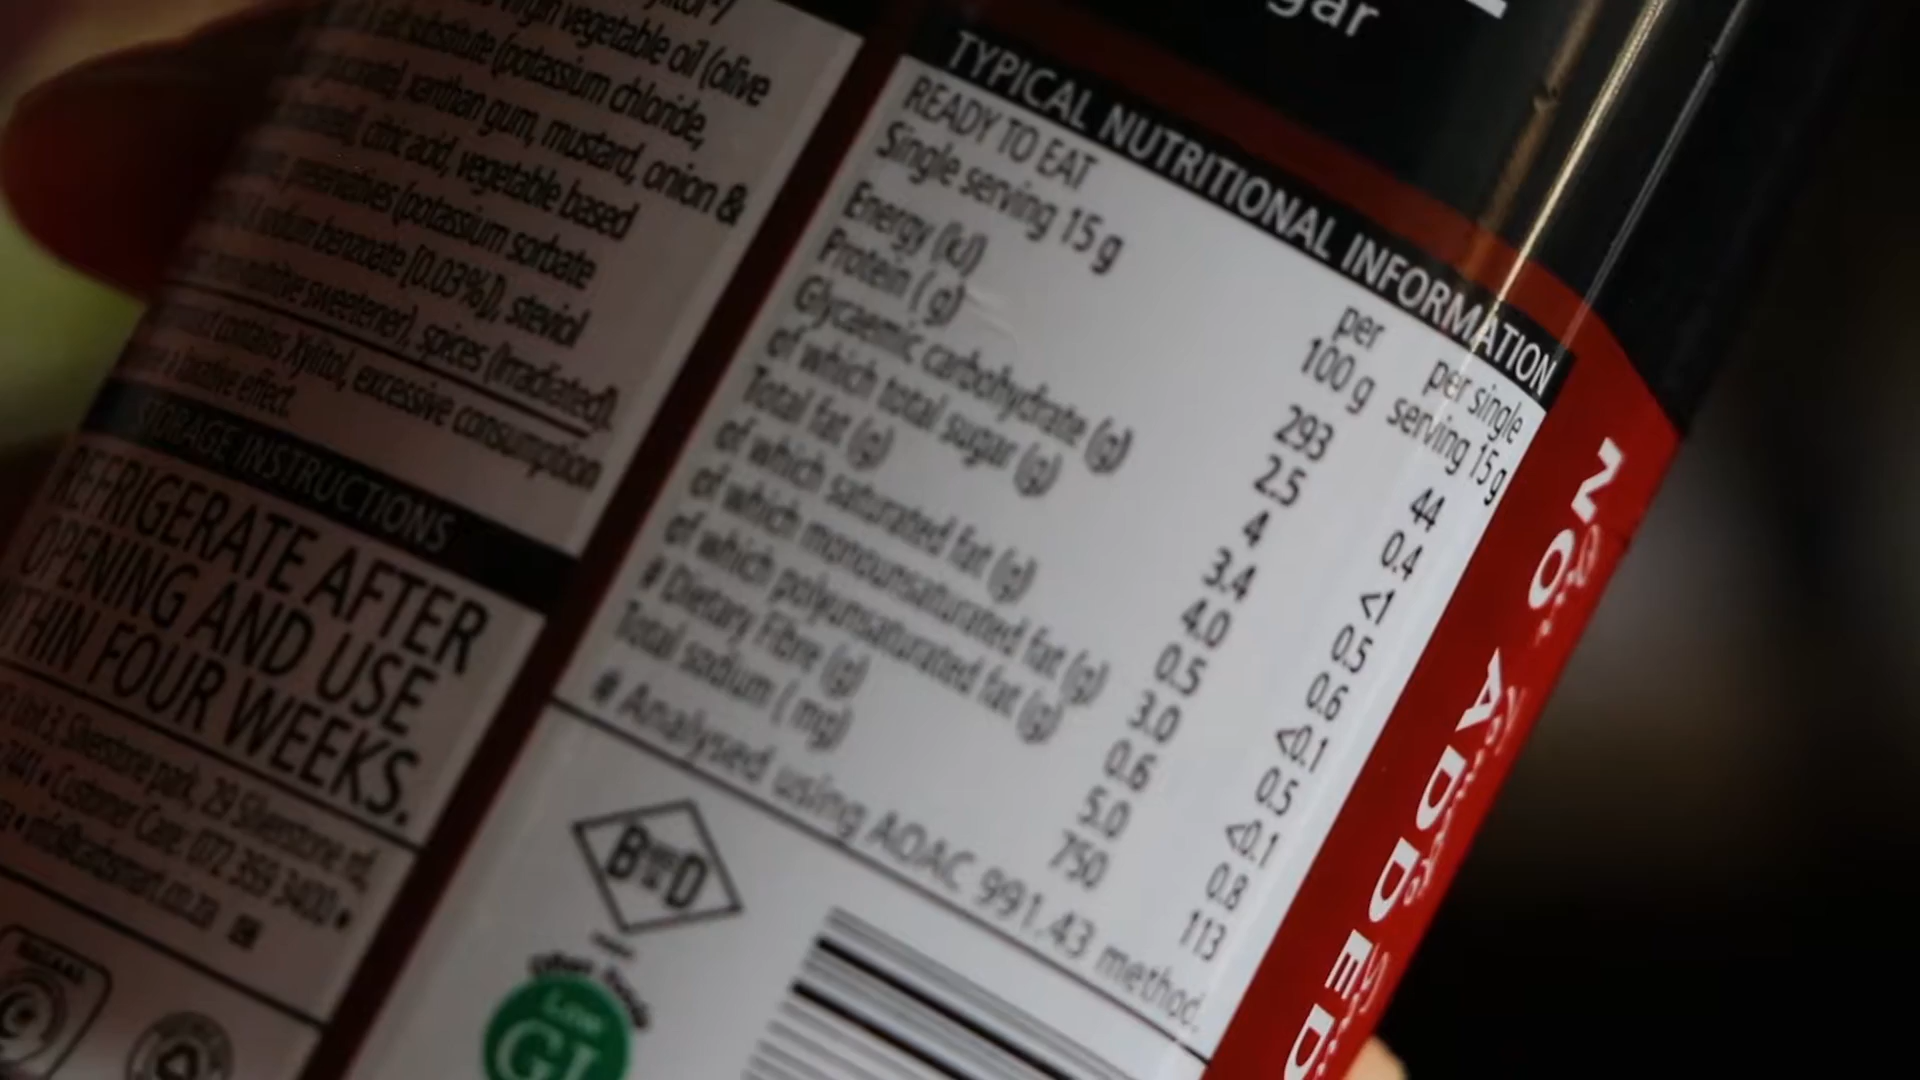 gar
virgin vegetable oil (olive
substitute (potassium chloride,
xanthan gum, mustard, onion &
citric acid, vegetable based
preservatives (potassium sorbate
sodium benzoate [0.03%]), steviol
sweetener), spices (irradiated).
contains Xylitol, excessive consumption
a laxative effect.
STORAGE INSTRUCTIONS
REFRIGERATE AFTER
OPENING AND USE
WITHIN FOUR WEEKS.
Unit 3, Silverstone park, 29 Silverstone rd,
7441 • Customer Care: 072 359 3400 •
TYPICAL NUTRITIONAL INFORMATION
READY TO EAT
Single serving 15 g
per 100 g per single serving 15 g
Energy (kJ) 293 44
Protein ( g) 2.5 0.4
Glycaemic carbohydrate (g) 4 <1
of which total sugar (g) 3.4 0.5
Total fat (g) 4.0 0.6
of which saturated fat (g) 0.5 <0.1
of which monounsaturated fat (g) 3.0 0.5
of which polyunsaturated fat (g) 0.6 <0.1
# Dietary Fibre (g) 5.0 0.8
Total sodium ( mg) 750 113
# Analysed using AOAC 991.43 method.
Low
GI
NO ADDED